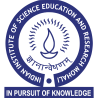 INDIAN INSTITUTE OF SCIENCE EDUCATION AND RESEARCH MOHALI
IN PURSUIT OF KNOWLEDGE